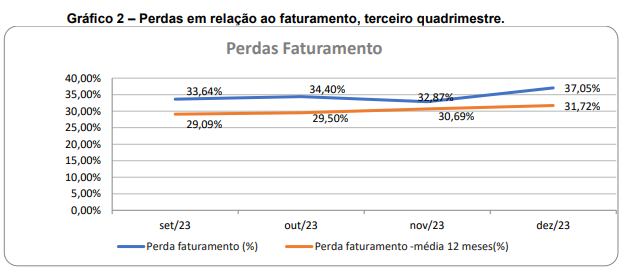 Gráfico 2 – Perdas em relação ao faturamento, terceiro quadrimestre.
Perdas Faturamento
40,00%
35,00%
30,00%
25,00%
20,00%
15,00%
10,00%
5,00%
0,00%
33,64% 34,40% 32,87% 37,05%
29,09% 29,50% 30,69% 31,72%
set/23 out/23 nov/23 dez/23
Perda faturamento (%) Perda faturamento -média 12 meses(%)